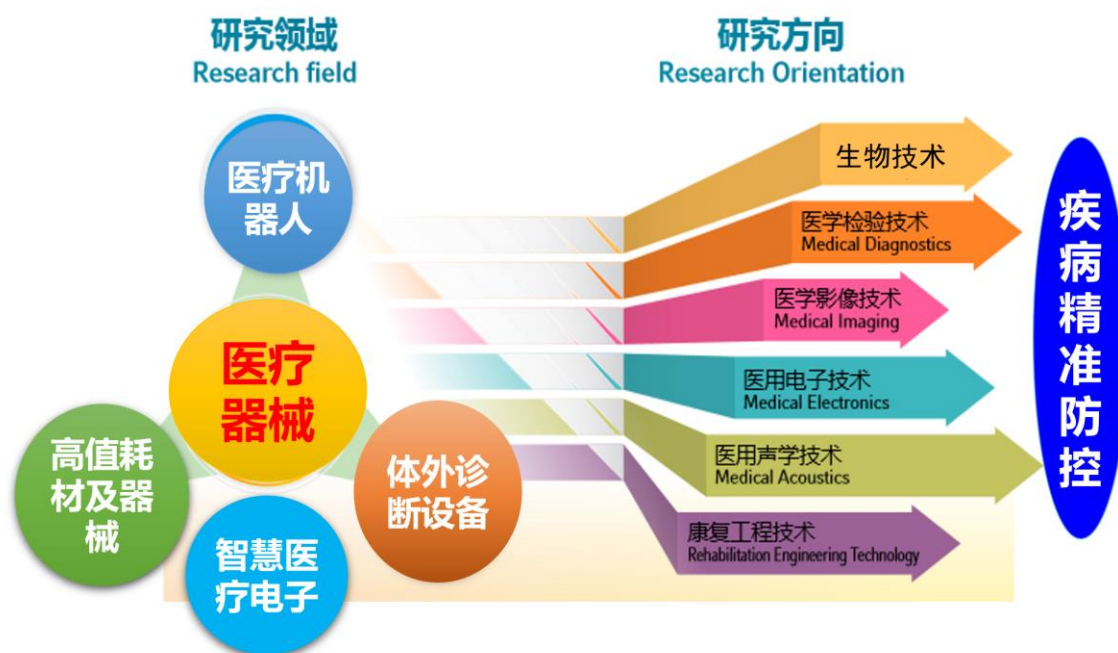 研究领域
Research field
研究方向
Research Orientation
医疗机
器人
医疗
器械
高值耗
材及器
械
体外诊
断设备
智慧医
疗电子
生物技术
医学检验技术
Medical Diagnostics
医学影像技术
Medical Imaging
医用电子技术
Medical Electronics
医用声学技术
Medical Acoustics
康复工程技术
Rehabilitation Engineering Technology
疾病精准防控